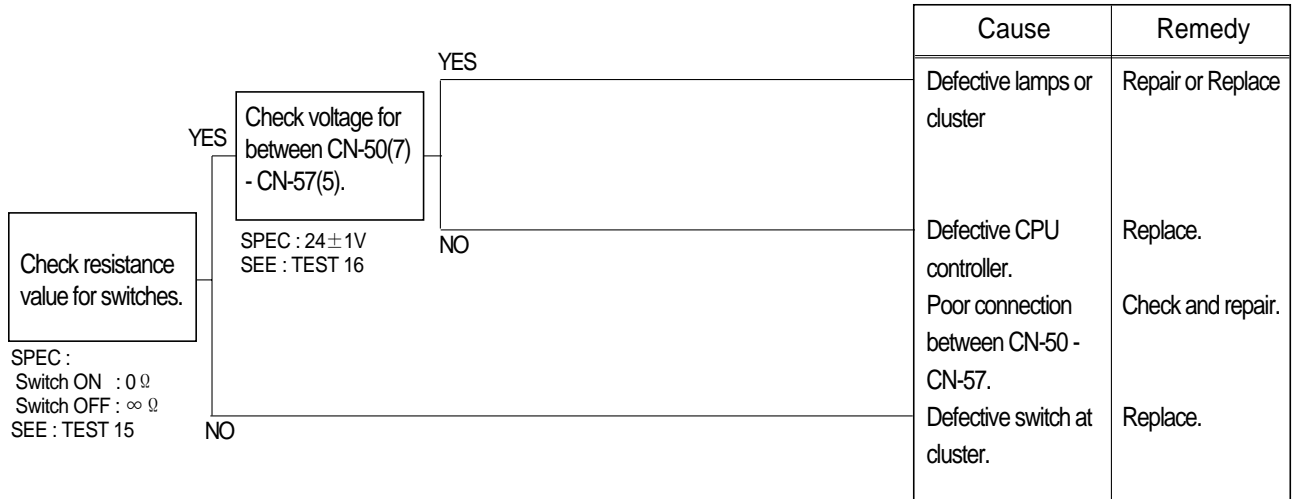 Cause Remedy
YES
Defective lamps or Repair or Replace
cluster
YES
Check voltage for
between CN-50(7)
- CN-57(5).
SPEC : 24±1V
SEE : TEST 16
NO
Defective CPU Replace.
controller.
Check resistance
value for switches.
Poor connection Check and repair.
between CN-50 -
CN-57.
SPEC :
Switch ON : 0 Ω
Switch OFF : ∞ Ω
SEE : TEST 15
NO
Defective switch at Replace.
cluster.